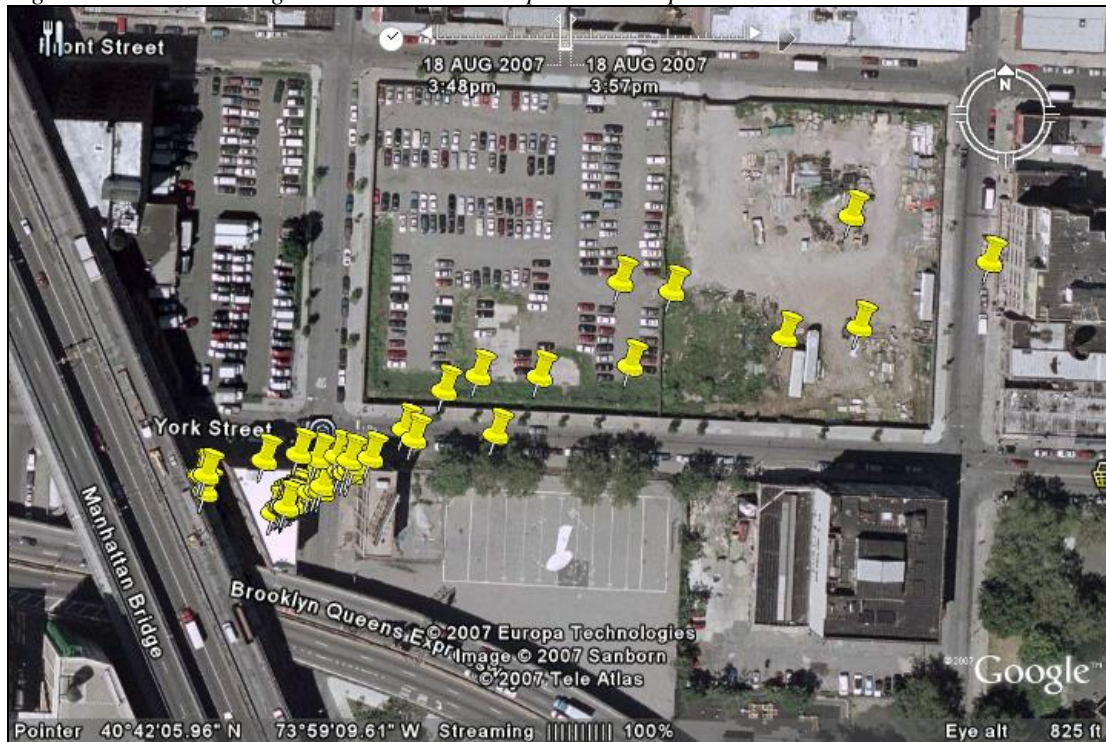 Front Street
18 AUG 2007
3:48pm
18 AUG 2007
3:57pm
N
York Street
Manhattan Bridge
Brooklyn Queens
© 2007 Europa Technologies
Image © 2007 Sanborn
© 2007 Tele Atlas
© 2007 Google™
Pointer 40°42'05.96" N 73°59'09.61" W Streaming |||||||||| 100% Eye alt 825 ft